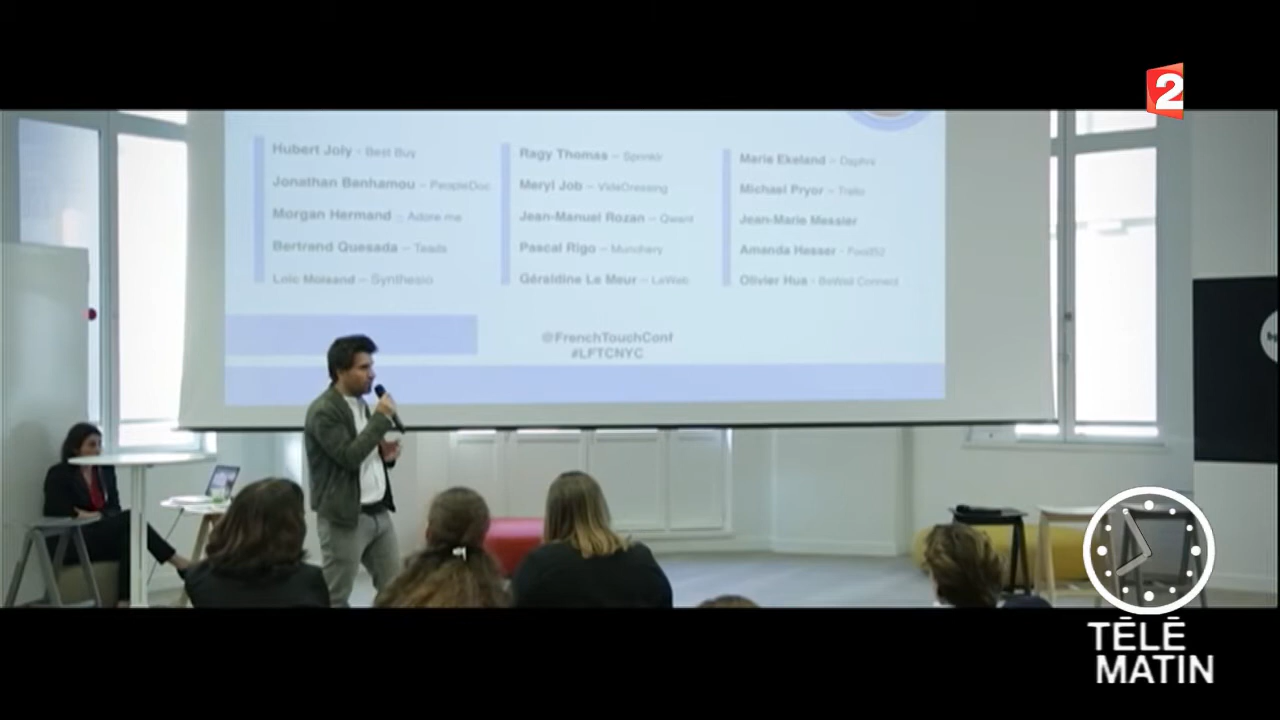 2
Hubert Joly - Best Buy
Jonathan Benhamou – PeopleDoc
Morgan Hermand – Adore me
Bertrand Quesada – Teads
Loïc Moisand – Synthesio
Ragy Thomas – Sprinklr
Meryl Job – VideDressing
Jean-Manuel Rozan – Qwant
Pascal Rigo – Munchery
Géraldine Le Meur – LeWeb
Marie Ekeland – Daphni
Michael Pryor – Trello
Jean-Marie Messier
Amanda Hesser - Food52
Olivier Hua - BeWell Connect
@FrenchTouchConf
#LFTCNYC
TÉLÉ
MATIN